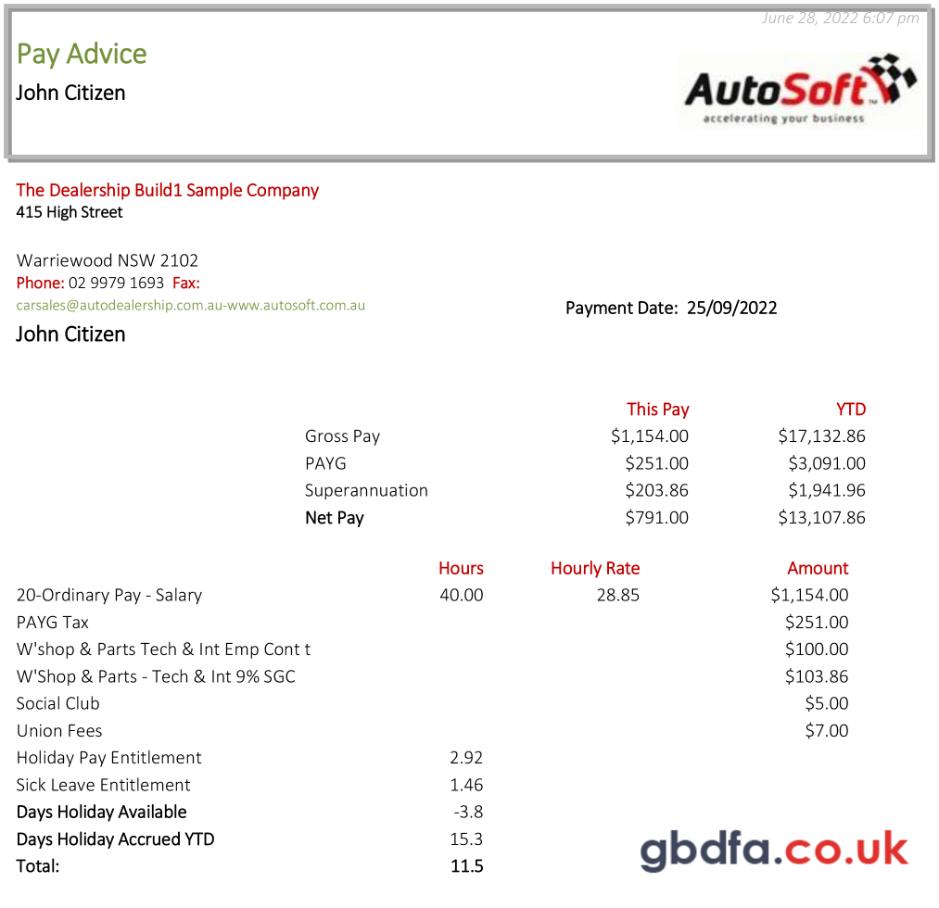 June 28, 2022 6:07 pm
Pay Advice
John Citizen
AutoSoft™
accelerating your business
The Dealership Build1 Sample Company
415 High Street
Warriewood NSW 2102
Phone: 02 9979 1693 Fax:
carsales@autodealership.com.au-www.autosoft.com.au
Payment Date: 25/09/2022
John Citizen
This Pay YTD
Gross Pay $1,154.00 $17,132.86
PAYG $251.00 $3,091.00
Superannuation $203.86 $1,941.96
Net Pay $791.00 $13,107.86
Hours Hourly Rate Amount
20-Ordinary Pay - Salary 40.00 28.85 $1,154.00
PAYG Tax $251.00
W'shop & Parts Tech & Int Emp Cont t $100.00
W'Shop & Parts - Tech & Int 9% SGC $103.86
Social Club $5.00
Union Fees $7.00
Holiday Pay Entitlement 2.92
Sick Leave Entitlement 1.46
Days Holiday Available -3.8
Days Holiday Accrued YTD 15.3
Total: 11.5
gbdfa.co.uk